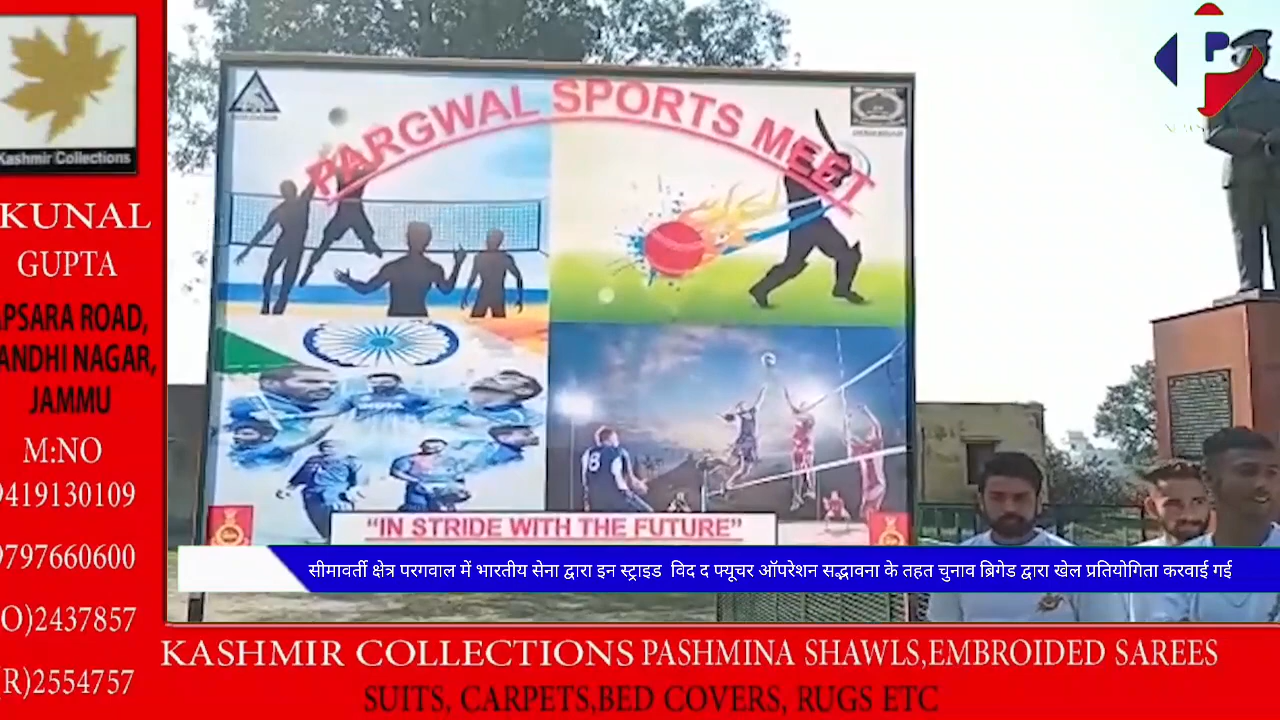 Kashmir Collections
KUNAL
GUPTA
APSARA ROAD,
GANDHI NAGAR,
JAMMU
M:NO
9419130109
9797660600
O)2437857
(R)2554757
PARGWAL SPORTS MEET
"IN STRIDE WITH THE FUTURE"
NEWS
सीमावर्ती क्षेत्र परगवाल में भारतीय सेना द्वारा इन स्ट्राइड विद द फ्यूचर ऑपरेशन सद्भावना के तहत चुनाव ब्रिगेड द्वारा खेल प्रतियोगिता करवाई गई
KASHMIR COLLECTIONS PASHMINA SHAWLS,EMBROIDED SAREES
SUITS, CARPETS,BED COVERS, RUGS ETC